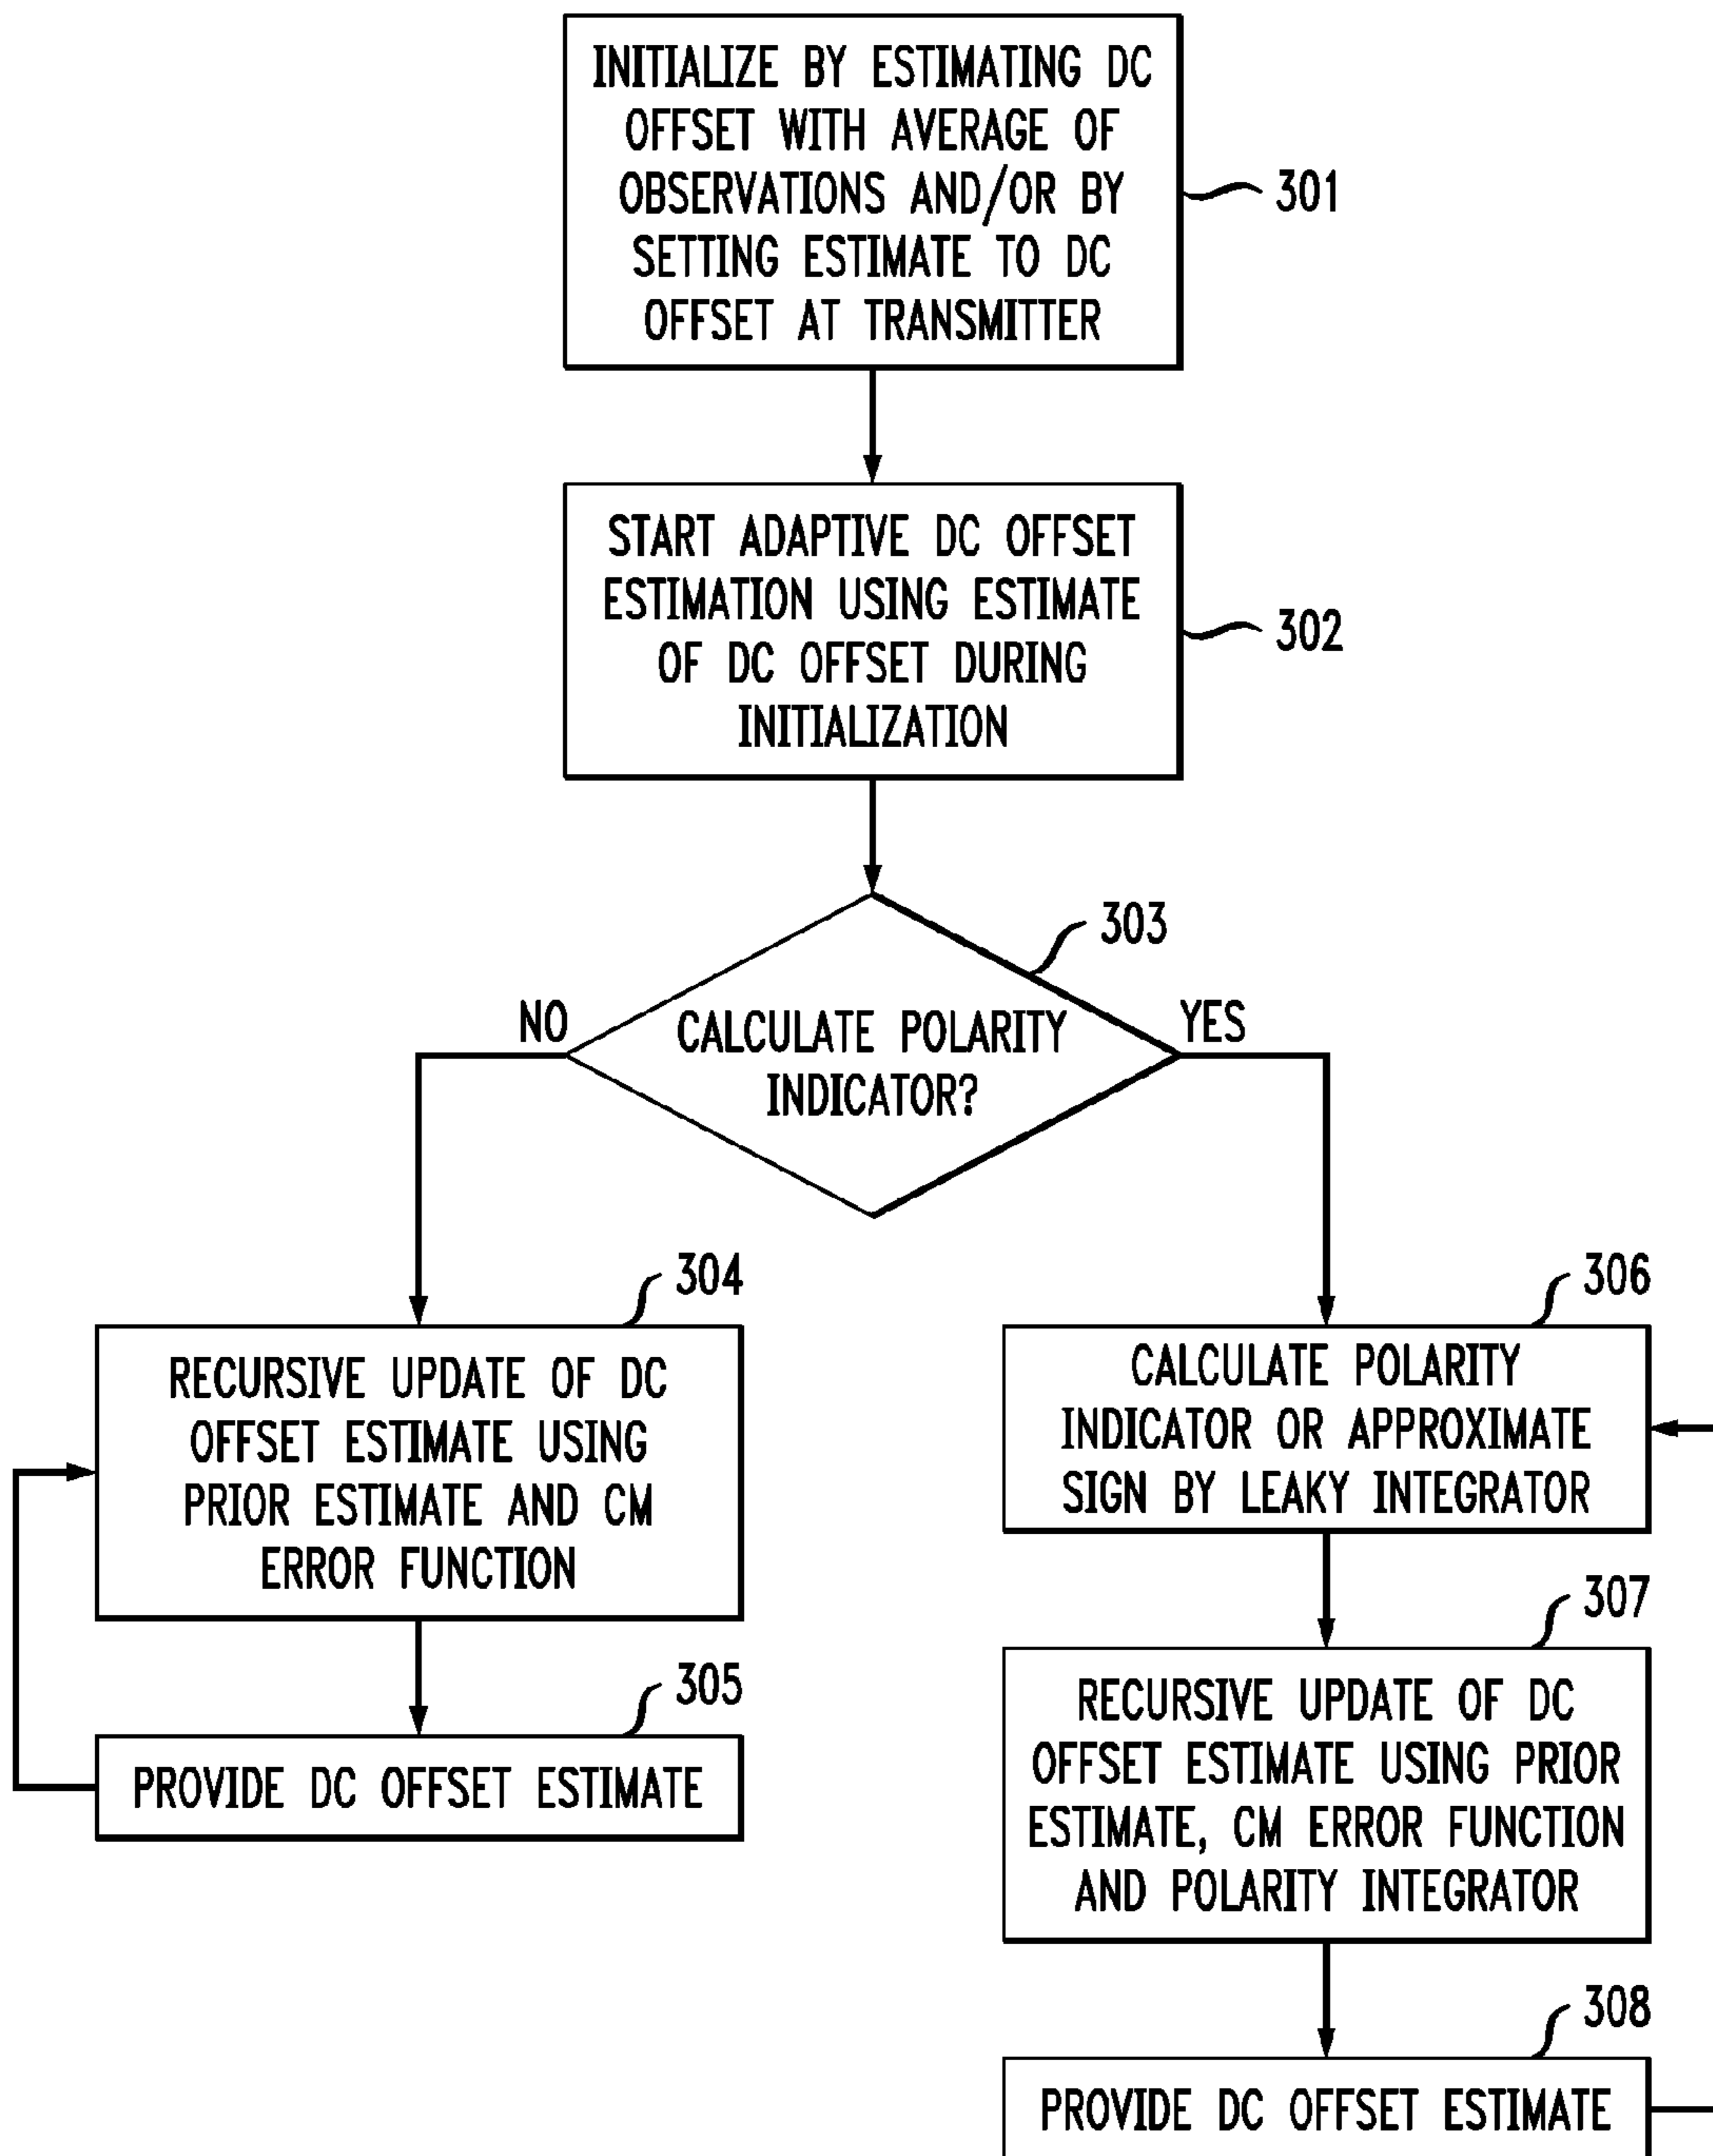 INITIALIZE BY ESTIMATING DC
OFFSET WITH AVERAGE OF
OBSERVATIONS AND/OR BY
SETTING ESTIMATE TO DC
OFFSET AT TRANSMITTER
301
START ADAPTIVE DC OFFSET
ESTIMATION USING ESTIMATE
OF DC OFFSET DURING
INITIALIZATION
302
303
NO
CALCULATE POLARITY
INDICATOR?
YES
304
RECURSIVE UPDATE OF DC
OFFSET ESTIMATE USING
PRIOR ESTIMATE AND CM
ERROR FUNCTION
305
PROVIDE DC OFFSET ESTIMATE
306
CALCULATE POLARITY
INDICATOR OR APPROXIMATE
SIGN BY LEAKY INTEGRATOR
307
RECURSIVE UPDATE OF DC
OFFSET ESTIMATE USING PRIOR
ESTIMATE, CM ERROR FUNCTION
AND POLARITY INTEGRATOR
308
PROVIDE DC OFFSET ESTIMATE